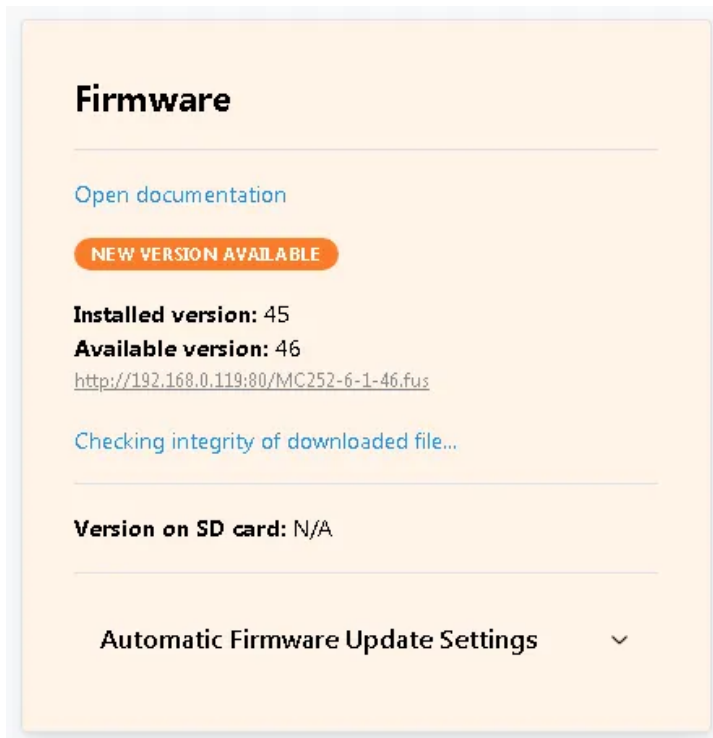 Firmware
Open documentation
NEW VERSION AVAILABLE
Installed version: 45
Available version: 46
http://192.168.0.119:80/MC252-6-1-46.fus
Checking integrity of downloaded file...
Version on SD card: N/A
Automatic Firmware Update Settings